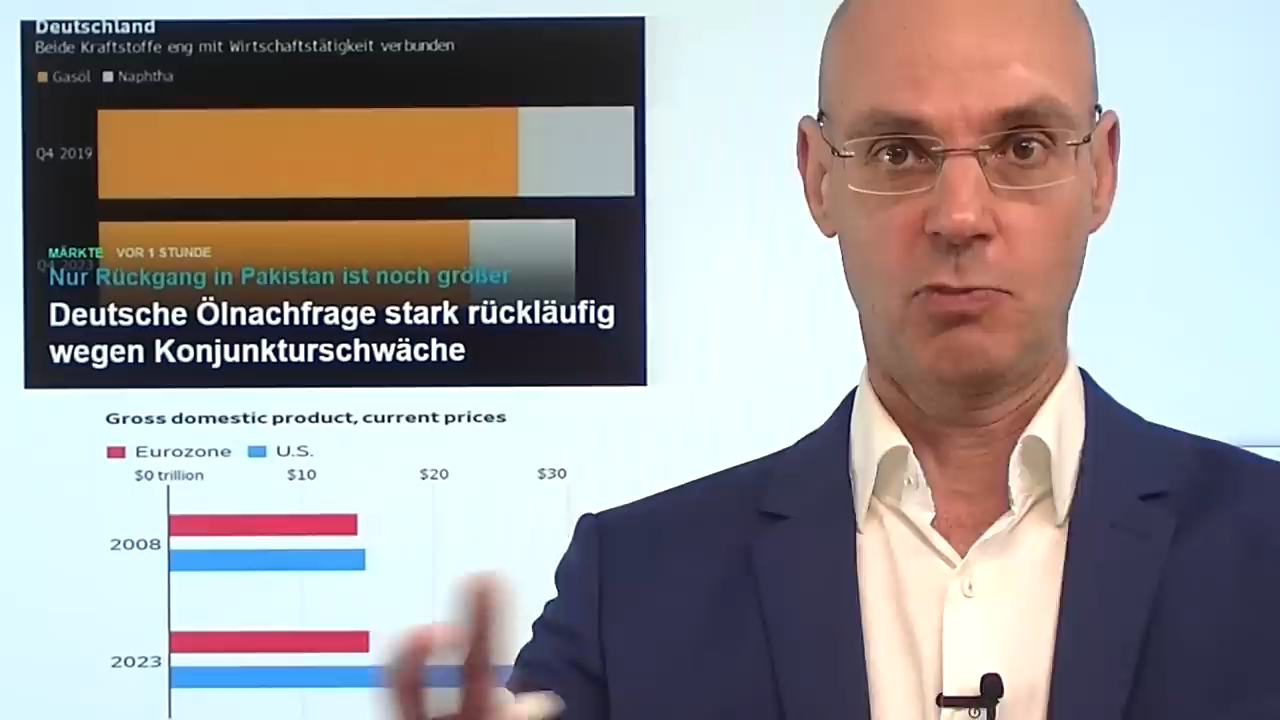 Deutschland
Beide Kraftstoffe eng mit Wirtschaftstätigkeit verbunden
Gasöl Naphtha
Q4 2019
Q4 2023
MÄRKTE VOR 1 STUNDE
Nur Rückgang in Pakistan ist noch größer
Deutsche Ölnachfrage stark rückläufig
wegen Konjunkturschwäche
Gross domestic product, current prices
Eurozone U.S.
$0 trillion $10 $20 $30
2008
2023